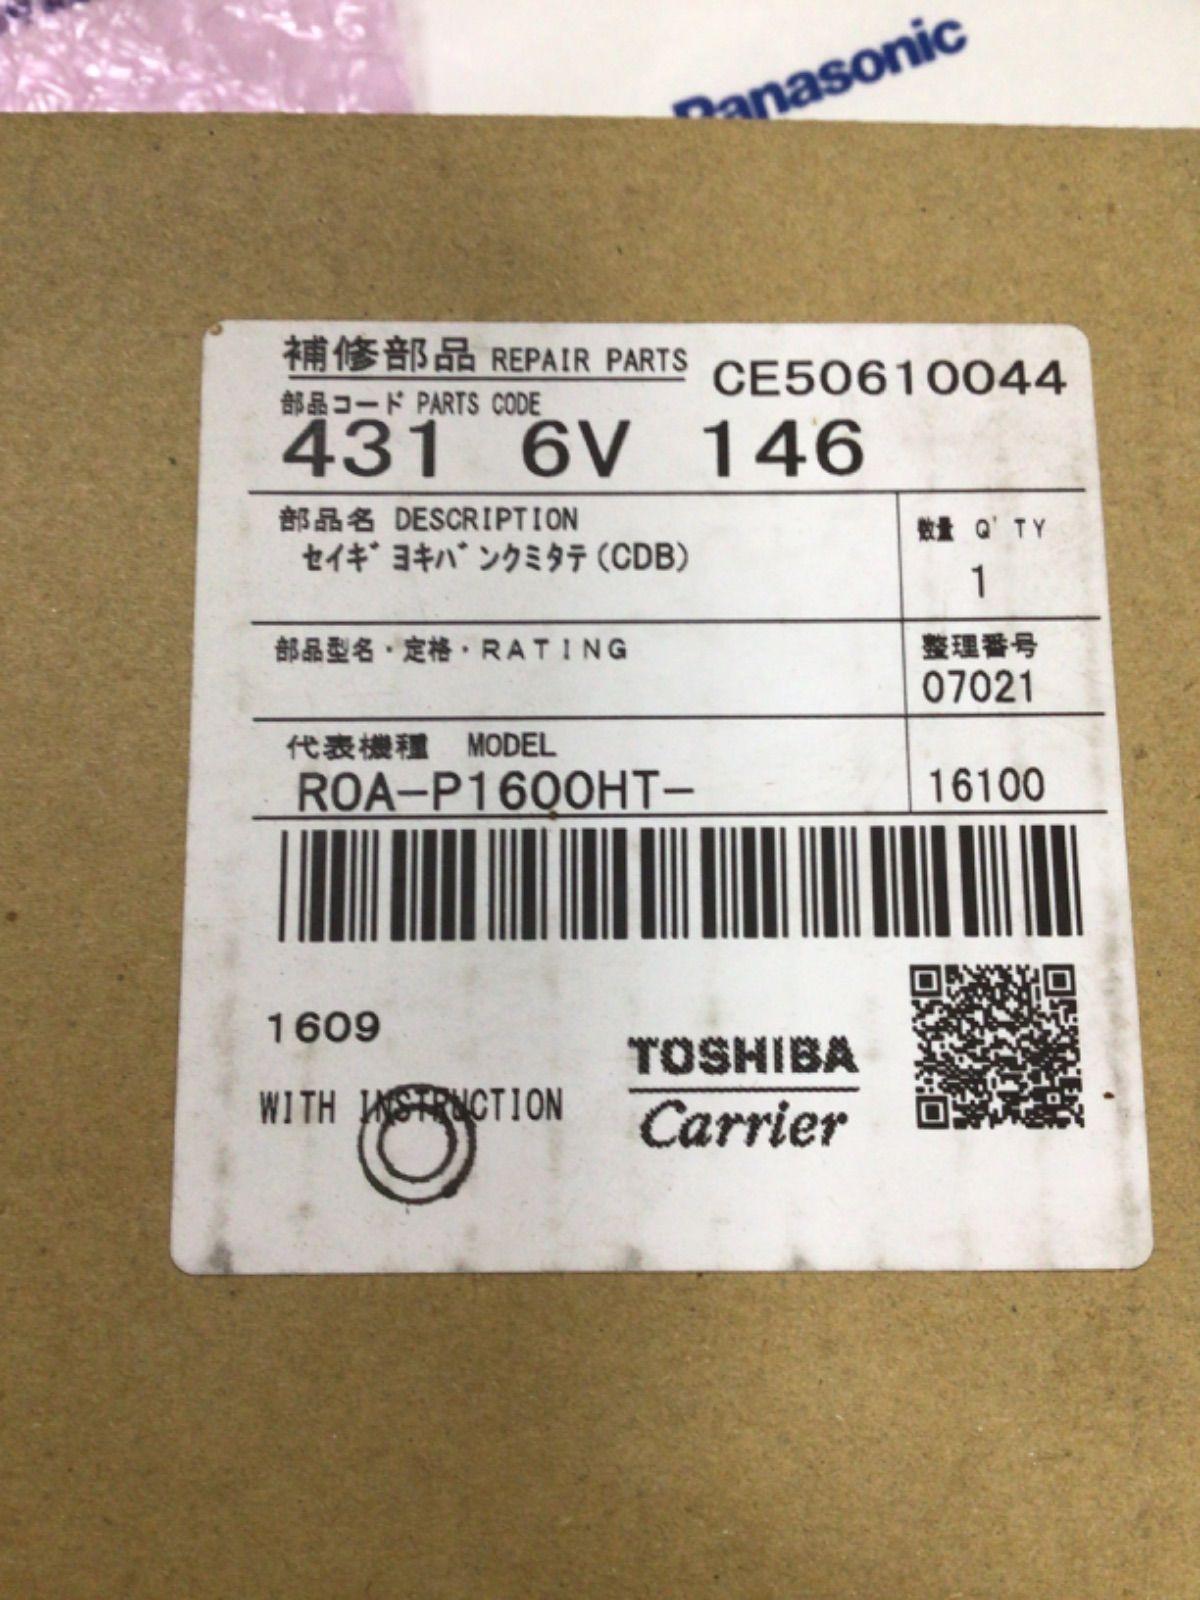 Panasonic
補修部品 REPAIR PARTS CE50610044
部品コード PARTS CODE
431 6V 146
部品名 DESCRIPTION 数量 Q'TY
セイギョキバンクミタテ(CDB) 1
部品型名・定格・RATING 整理番号
07021
代表機種 MODEL
ROA-P1600HT- 16100
1609
WITH INSTRUCTION
TOSHIBA
Carrier